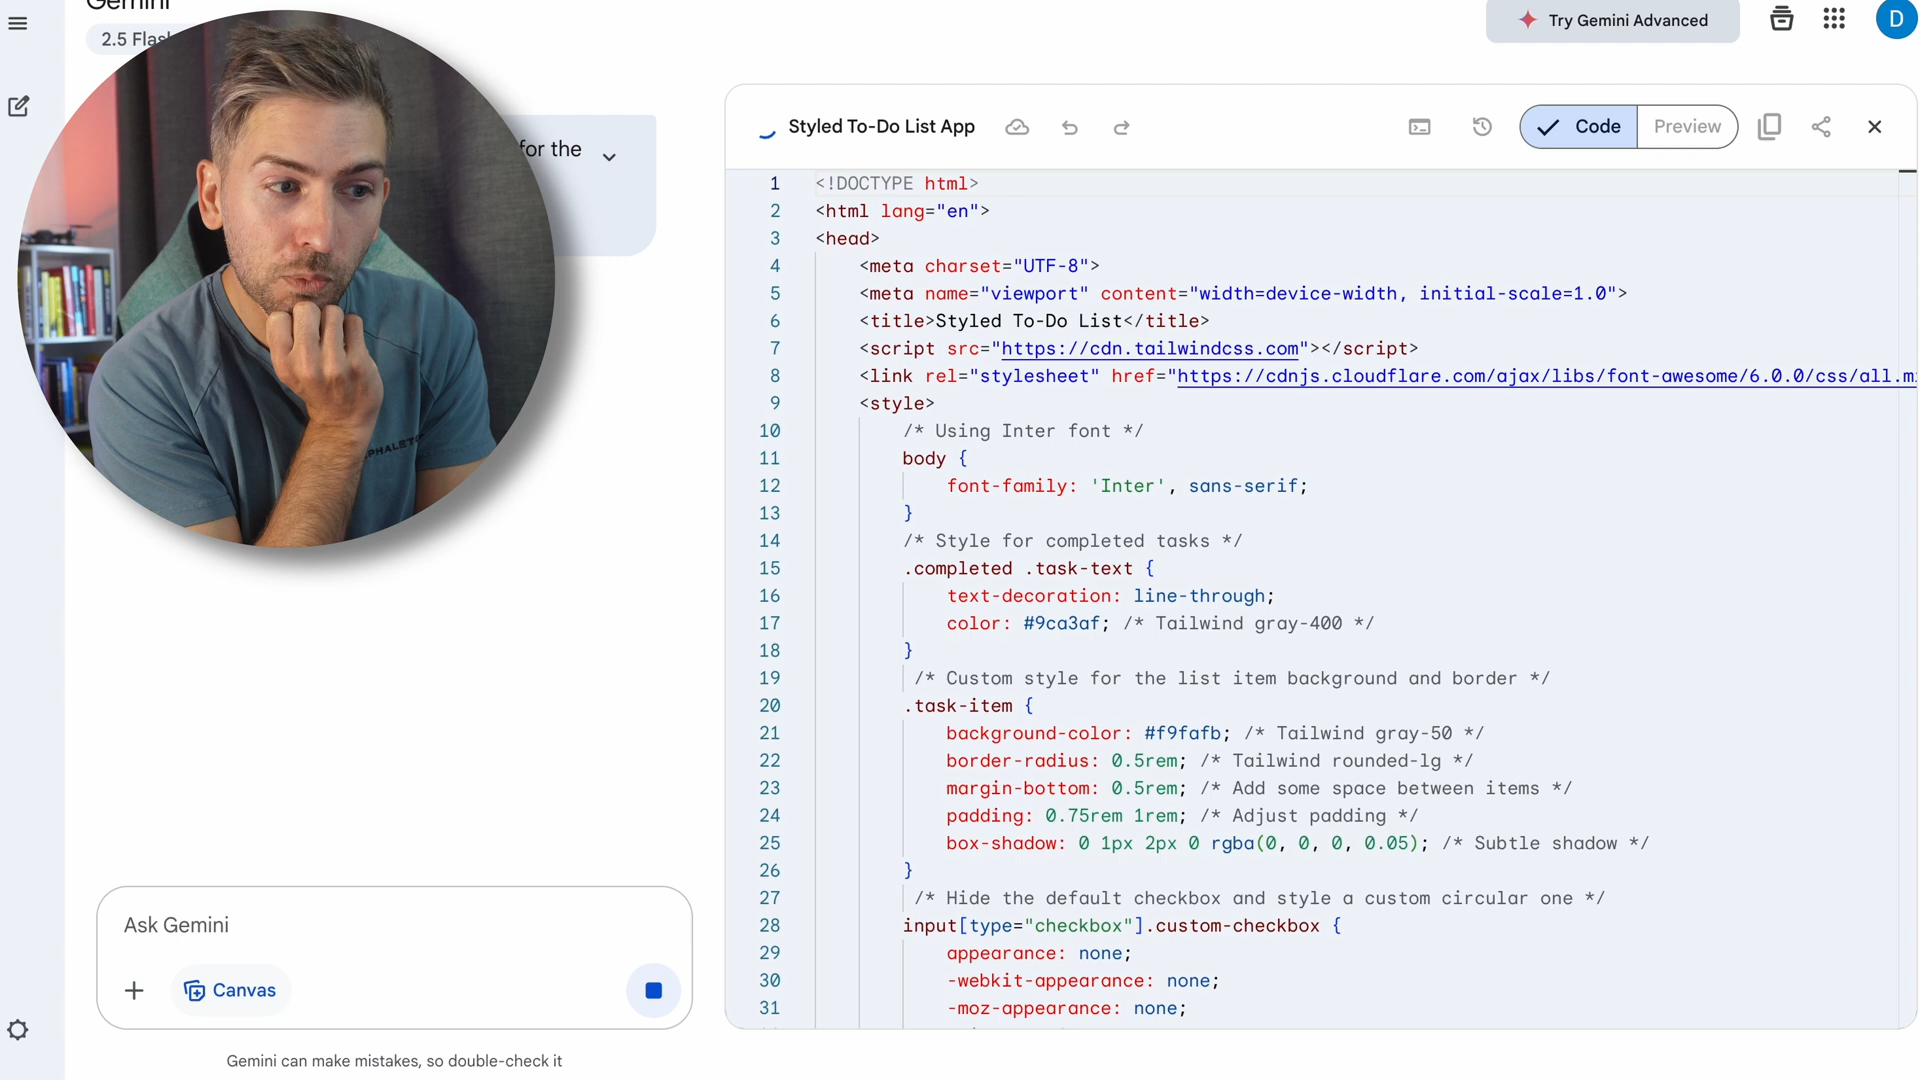 Gemini
2.5 Flash
Try Gemini Advanced
D
for the
Styled To-Do List App
Code
Preview
1 <!DOCTYPE html>
2 <html lang="en">
3 <head>
4 <meta charset="UTF-8">
5 <meta name="viewport" content="width=device-width, initial-scale=1.0">
6 <title>Styled To-Do List</title>
7 <script src="https://cdn.tailwindcss.com"></script>
8 <link rel="stylesheet" href="https://cdnjs.cloudflare.com/ajax/libs/font-awesome/6.0.0/css/all.m
9 <style>
10 /* Using Inter font */
11 body {
12 font-family: 'Inter', sans-serif;
13 }
14 /* Style for completed tasks */
15 .completed .task-text {
16 text-decoration: line-through;
17 color: #9ca3af; /* Tailwind gray-400 */
18 }
19 /* Custom style for the list item background and border */
20 .task-item {
21 background-color: #f9fafb; /* Tailwind gray-50 */
22 border-radius: 0.5rem; /* Tailwind rounded-lg */
23 margin-bottom: 0.5rem; /* Add some space between items */
24 padding: 0.75rem 1rem; /* Adjust padding */
25 box-shadow: 0 1px 2px 0 rgba(0, 0, 0, 0.05); /* Subtle shadow */
26 }
27 /* Hide the default checkbox and style a custom circular one */
28 input[type="checkbox"].custom-checkbox {
29 appearance: none;
30 -webkit-appearance: none;
31 -moz-appearance: none;
Ask Gemini
Canvas
Gemini can make mistakes, so double-check it